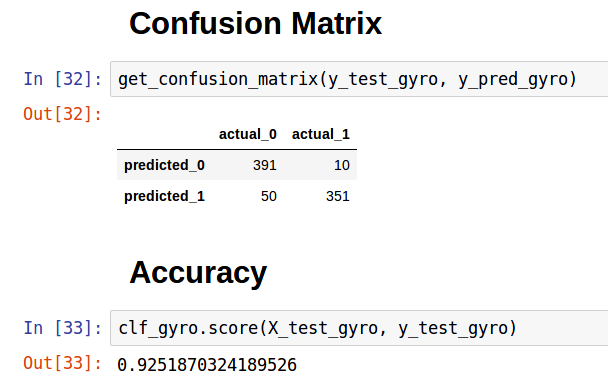 Confusion Matrix
In [32]: get_confusion_matrix(y_test_gyro, y_pred_gyro)
Out[32]:
actual_0 actual_1
predicted_0 391 10
predicted_1 50 351
Accuracy
In [33]: clf_gyro.score(X_test_gyro, y_test_gyro)
Out[33]: 0.9251870324189526